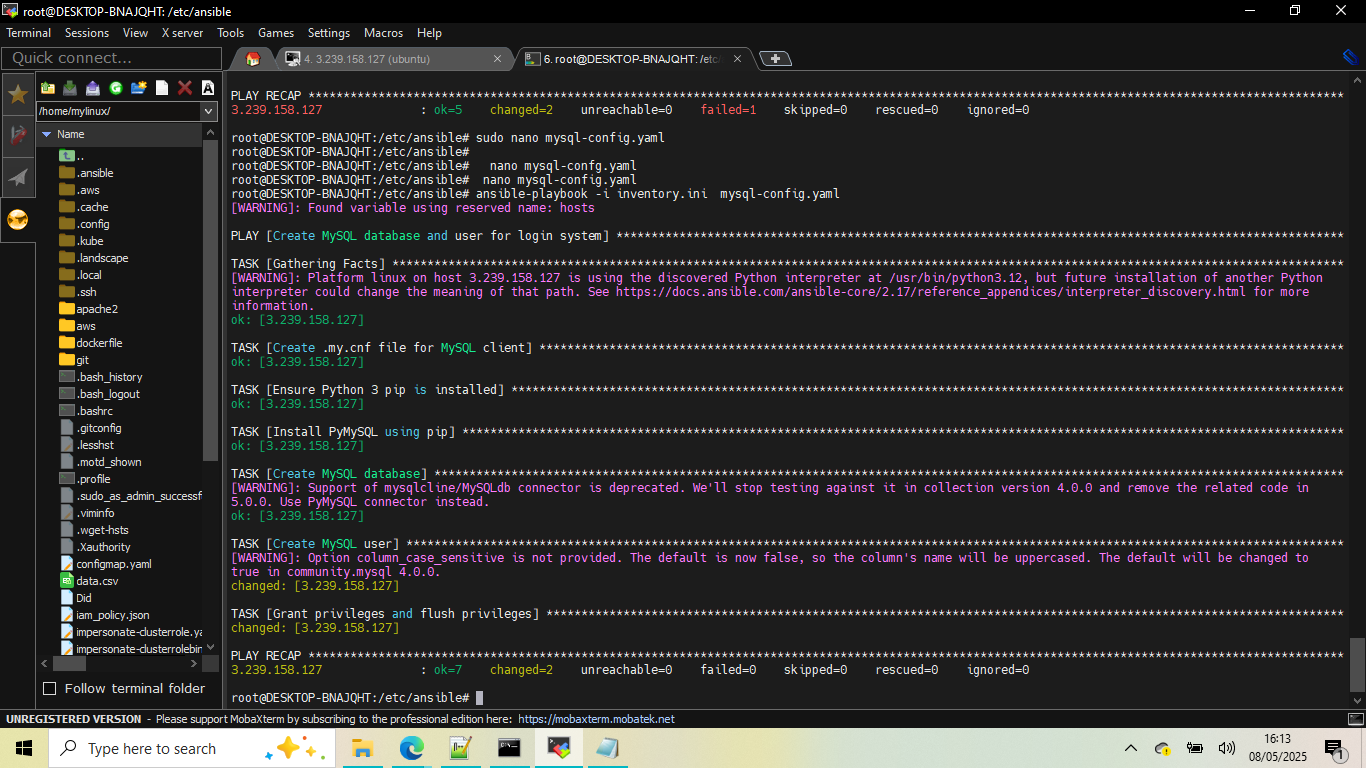 root@DESKTOP-BNAJQHT: /etc/ansible
Terminal Sessions View X server Tools Games Settings Macros Help
Quick connect...
4. 3.239.158.127 (ubuntu)
6. root@DESKTOP-BNAJQHT: /etc/
/home/mylinux/
Name
..
.ansible
.aws
.cache
.config
.kube
.landscape
.local
.ssh
apache2
aws
dockerfile
git
.bash_history
.bash_logout
.bashrc
.gitconfig
.lesshst
.motd_shown
.profile
.sudo_as_admin_successf
.viminfo
.wget-hsts
.Xauthority
configmap.yaml
data.csv
Did
iam_policy.json
impersonate-clusterrole.ya
impersonate-clusterrolebin
Follow terminal folder
PLAY RECAP ****************************************************************************************************************************************************
3.239.158.127 : ok=5 changed=2 unreachable=0 failed=1 skipped=0 rescued=0 ignored=0
root@DESKTOP-BNAJQHT:/etc/ansible# sudo nano mysql-config.yaml
root@DESKTOP-BNAJQHT:/etc/ansible#
root@DESKTOP-BNAJQHT:/etc/ansible# nano mysql-confg.yaml
root@DESKTOP-BNAJQHT:/etc/ansible# nano mysql-config.yaml
root@DESKTOP-BNAJQHT:/etc/ansible# ansible-playbook -i inventory.ini mysql-config.yaml
[WARNING]: Found variable using reserved name: hosts
PLAY [Create MySQL database and user for login system] ********************************************************************************************************
TASK [Gathering Facts] ****************************************************************************************************************************************
[WARNING]: Platform linux on host 3.239.158.127 is using the discovered Python interpreter at /usr/bin/python3.12, but future installation of another Python
interpreter could change the meaning of that path. See https://docs.ansible.com/ansible-core/2.17/reference_appendices/interpreter_discovery.html for more
information.
ok: [3.239.158.127]
TASK [Create .my.cnf file for MySQL client] *******************************************************************************************************************
ok: [3.239.158.127]
TASK [Ensure Python 3 pip is installed] ***********************************************************************************************************************
ok: [3.239.158.127]
TASK [Install PyMySQL using pip] ******************************************************************************************************************************
ok: [3.239.158.127]
TASK [Create MySQL database] **********************************************************************************************************************************
[WARNING]: Support of mysqlcline/MySQLdb connector is deprecated. We'll stop testing against it in collection version 4.0.0 and remove the related code in
5.0.0. Use PyMySQL connector instead.
ok: [3.239.158.127]
TASK [Create MySQL user] **************************************************************************************************************************************
[WARNING]: Option column_case_sensitive is not provided. The default is now false, so the column's name will be uppercased. The default will be changed to
true in community.mysql 4.0.0.
changed: [3.239.158.127]
TASK [Grant privileges and flush privileges] ******************************************************************************************************************
changed: [3.239.158.127]
PLAY RECAP ****************************************************************************************************************************************************
3.239.158.127 : ok=7 changed=2 unreachable=0 failed=0 skipped=0 rescued=0 ignored=0
root@DESKTOP-BNAJQHT:/etc/ansible#
UNREGISTERED VERSION - Please support MobaXterm by subscribing to the professional edition here: https://mobaxterm.mobatek.net
Type here to search
16:13
08/05/2025
1